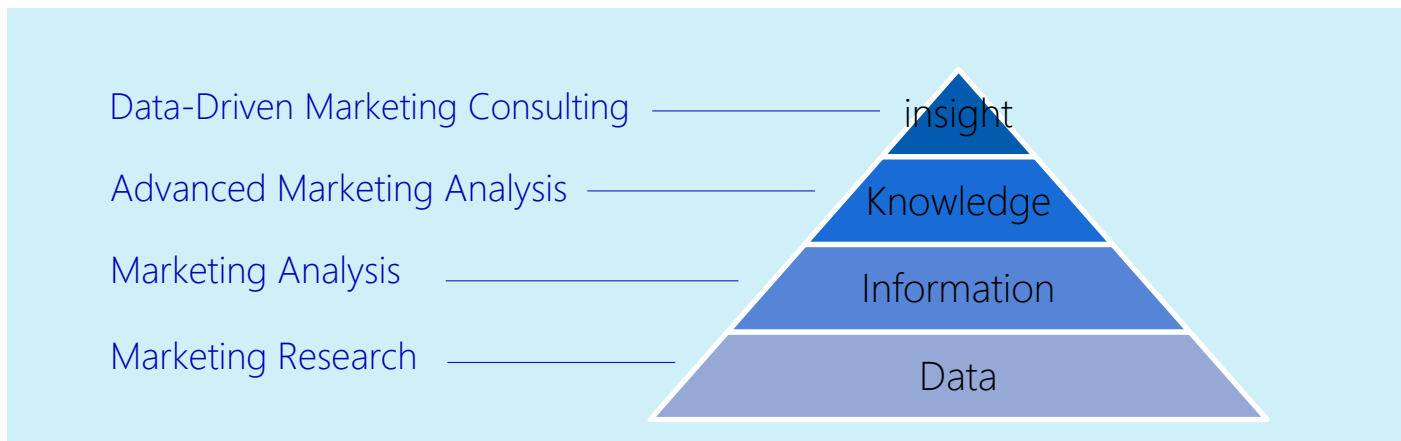 Data-Driven Marketing Consulting
insight
Advanced Marketing Analysis
Knowledge
Marketing Analysis
Information
Marketing Research
Data